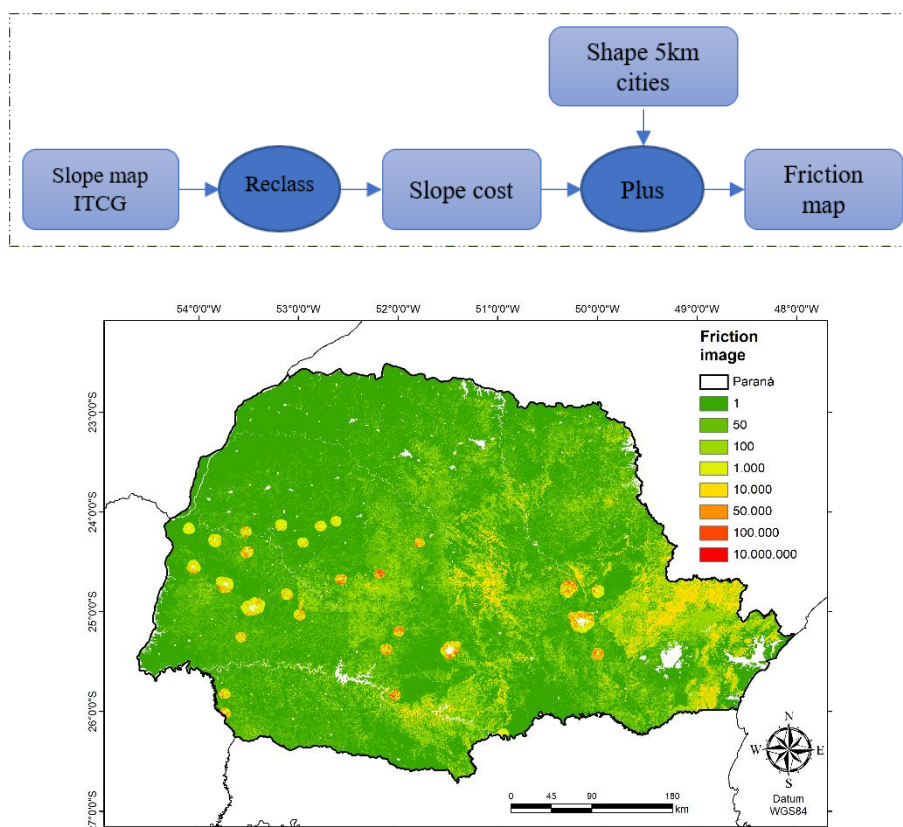 Shape 5km
cities
Slope map
ITCG
Reclass
Slope cost
Plus
Friction
map
54°0'0"W
53°0'0"W
52°0'0"W
51°0'0"W
50°0'0"W
49°0'0"W
48°0'0"W
23°0'0"S
24°0'0"S
25°0'0"S
26°0'0"S
27°0'0"S
Friction
image
Paraná
1
50
100
1.000
10.000
50.000
100.000
10.000.000
N
W
E
S
Datum
WGS84
0 45 90 180
km